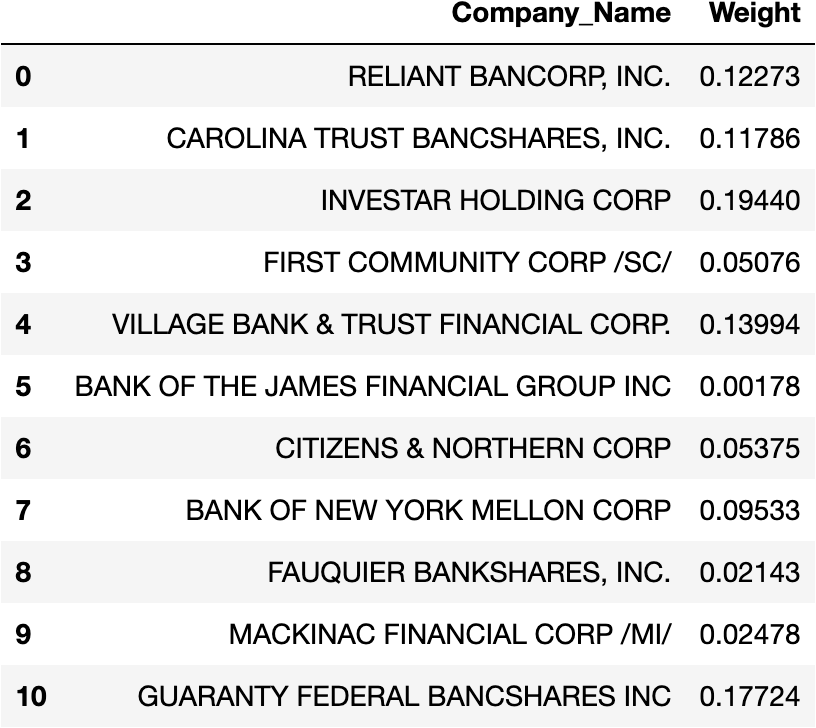 Company_Name Weight
0 RELIANT BANCORP, INC. 0.12273
1 CAROLINA TRUST BANCSHARES, INC. 0.11786
2 INVESTAR HOLDING CORP 0.19440
3 FIRST COMMUNITY CORP /SC/ 0.05076
4 VILLAGE BANK & TRUST FINANCIAL CORP. 0.13994
5 BANK OF THE JAMES FINANCIAL GROUP INC 0.00178
6 CITIZENS & NORTHERN CORP 0.05375
7 BANK OF NEW YORK MELLON CORP 0.09533
8 FAUQUIER BANKSHARES, INC. 0.02143
9 MACKINAC FINANCIAL CORP /MI/ 0.02478
10 GUARANTY FEDERAL BANCSHARES INC 0.17724